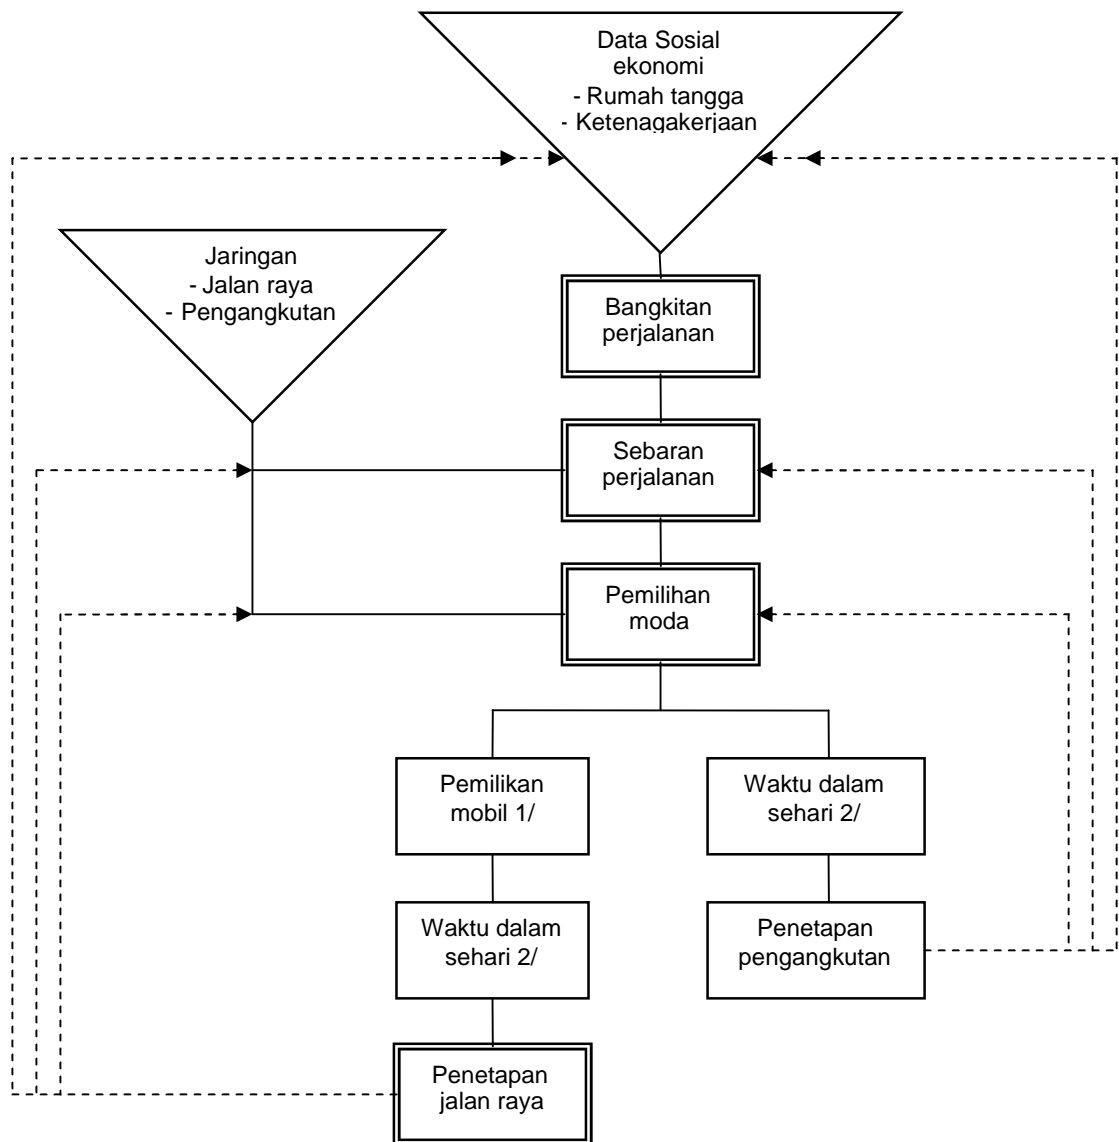 Data Sosial
ekonomi
- Rumah tangga
- Ketenagakerjaan
Jaringan
- Jalan raya
- Pengangkutan
Bangkitan
perjalanan
Sebaran
perjalanan
Pemilihan
moda
Pemilikan
mobil 1/
Waktu dalam
sehari 2/
Waktu dalam
sehari 2/
Penetapan
pengangkutan
Penetapan
jalan raya